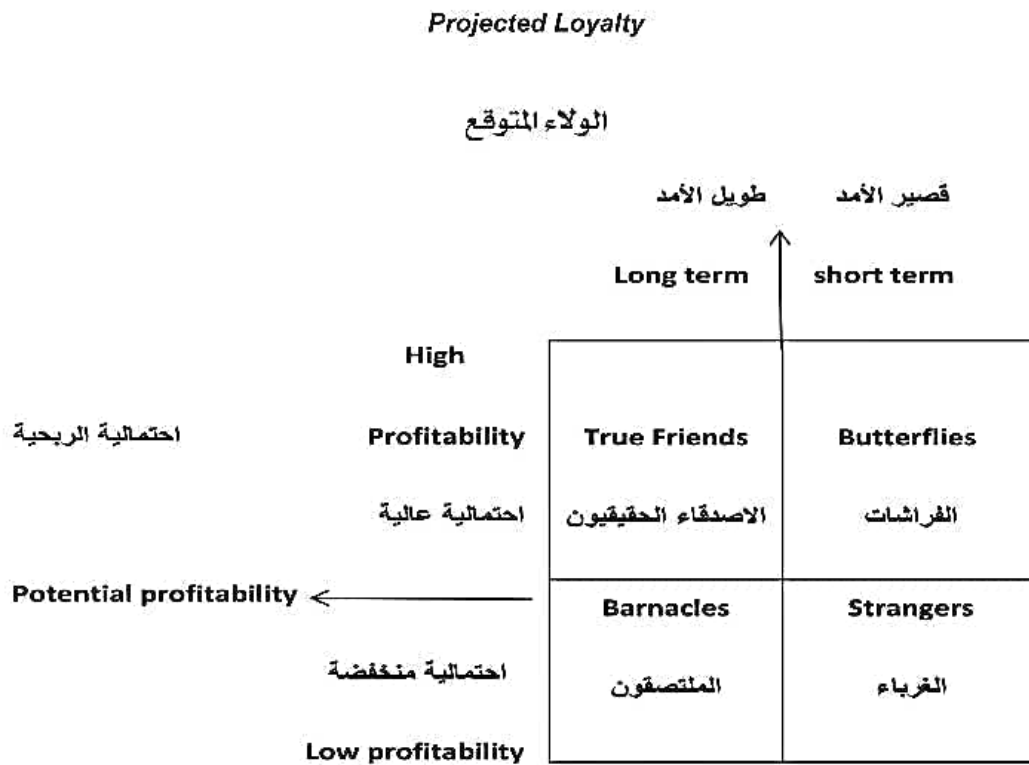 Projected Loyalty
الولاء المتوقع
طويل الأمد قصير الأمد
Long term short term
High
احتمالية الربحية Profitability True Friends Butterflies
احتمالية عالية الاصدقاء الحقيقيون الفراشات
Potential profitability Barnacles Strangers
احتمالية منخفضة الملتصقون الغرباء
Low profitability